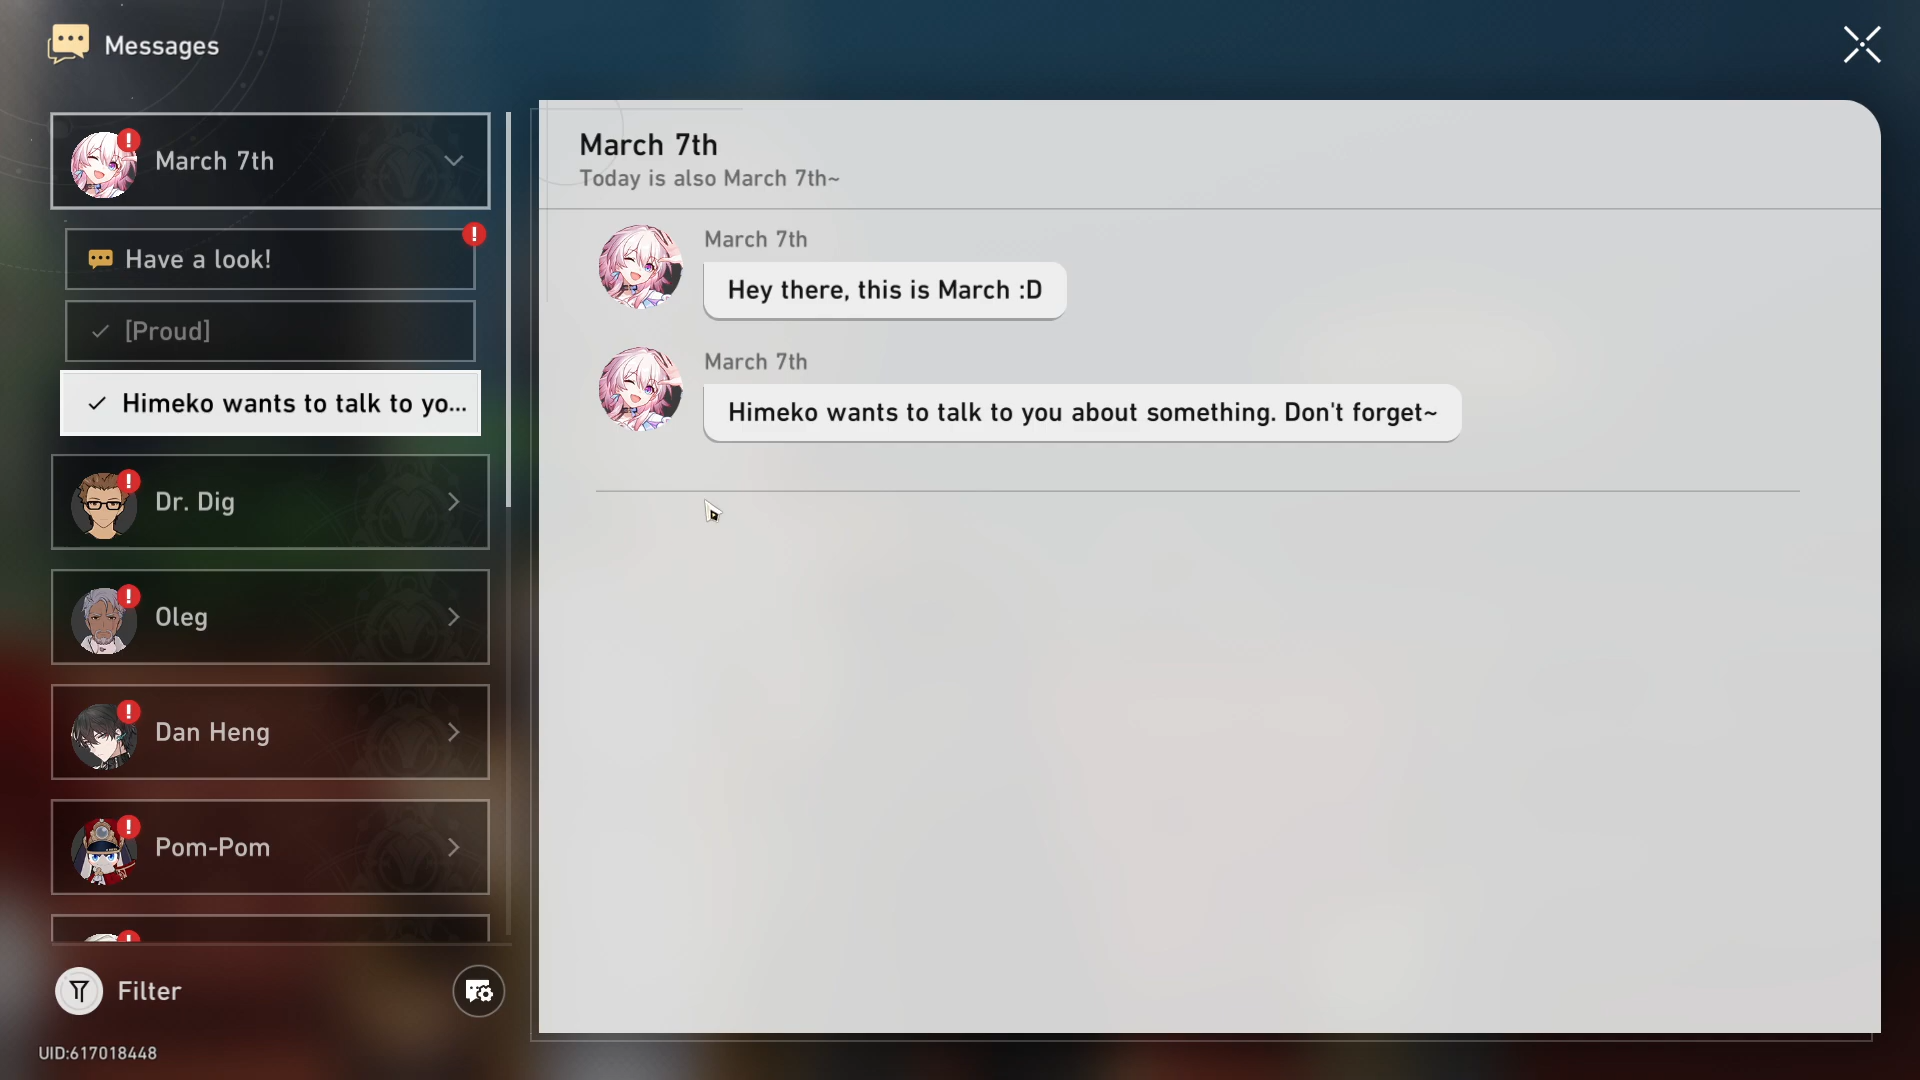 Messages
March 7th
Have a look!
[Proud]
Himeko wants to talk to yo...
Dr. Dig
Oleg
Dan Heng
Pom-Pom
Filter
UID:617018448
March 7th
Today is also March 7th~
March 7th
Hey there, this is March :D
March 7th
Himeko wants to talk to you about something. Don't forget~